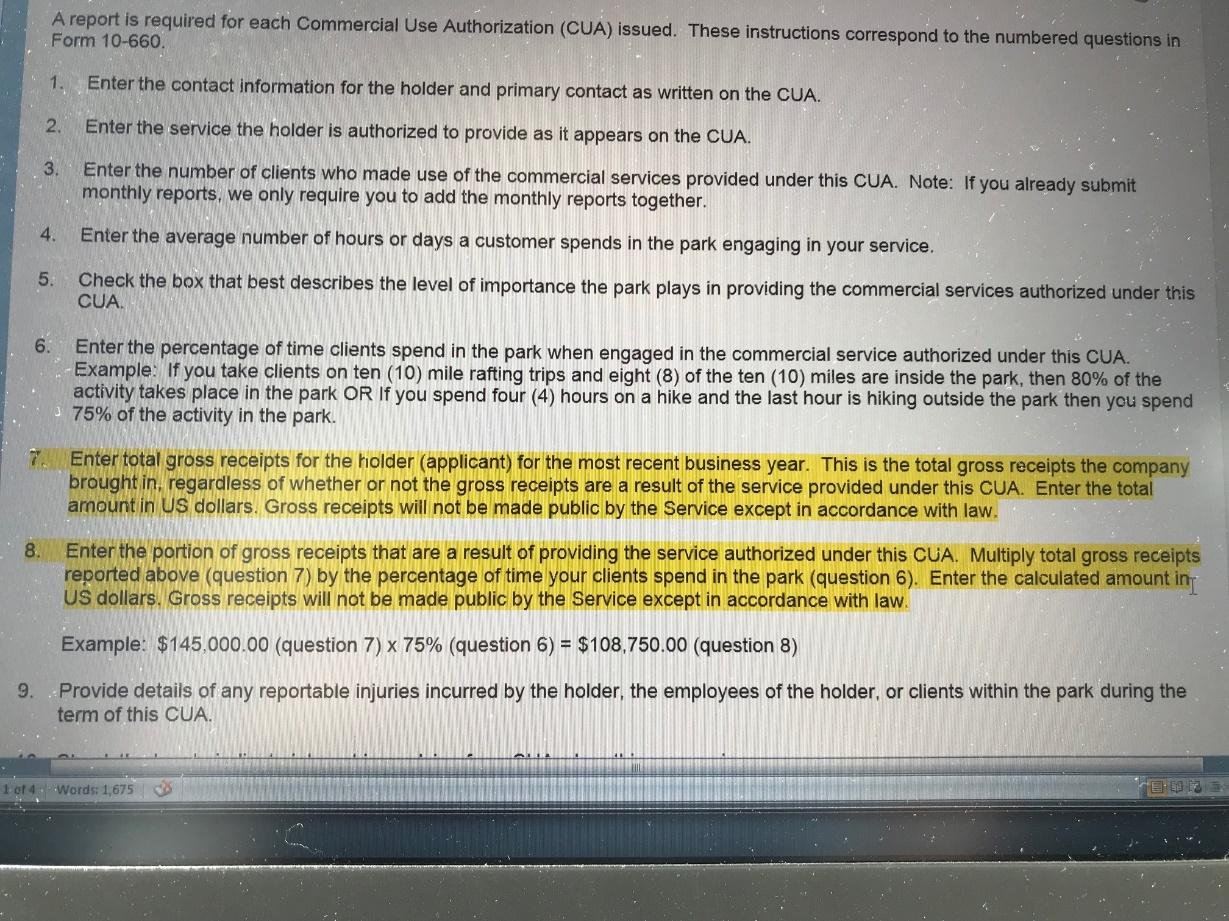 A report is required for each Commercial Use Authorization (CUA) issued. These instructions correspond to the numbered questions in
Form 10-660.
1. Enter the contact information for the holder and primary contact as written on the CUA.
2. Enter the service the holder is authorized to provide as it appears on the CUA.
3. Enter the number of clients who made use of the commercial services provided under this CUA. Note: If you already submit
monthly reports, we only require you to add the monthly reports together.
4. Enter the average number of hours or days a customer spends in the park engaging in your service.
5. Check the box that best describes the level of importance the park plays in providing the commercial services authorized under this
CUA.
6. Enter the percentage of time clients spend in the park when engaged in the commercial service authorized under this CUA.
Example: If you take clients on ten (10) mile rafting trips and eight (8) of the ten (10) miles are inside the park, then 80% of the
activity takes place in the park OR If you spend four (4) hours on a hike and the last hour is hiking outside the park then you spend
75% of the activity in the park.
7. Enter total gross receipts for the holder (applicant) for the most recent business year. This is the total gross receipts the company
brought in, regardless of whether or not the gross receipts are a result of the service provided under this CUA. Enter the total
amount in US dollars. Gross receipts will not be made public by the Service except in accordance with law.
8. Enter the portion of gross receipts that are a result of providing the service authorized under this CUA. Multiply total gross receipts
reported above (question 7) by the percentage of time your clients spend in the park (question 6). Enter the calculated amount in
US dollars. Gross receipts will not be made public by the Service except in accordance with law.
Example: $145,000.00 (question 7) x 75% (question 6) = $108,750.00 (question 8)
9. Provide details of any reportable injuries incurred by the holder, the employees of the holder, or clients within the park during the
term of this CUA.
1 of 4 Words: 1,675